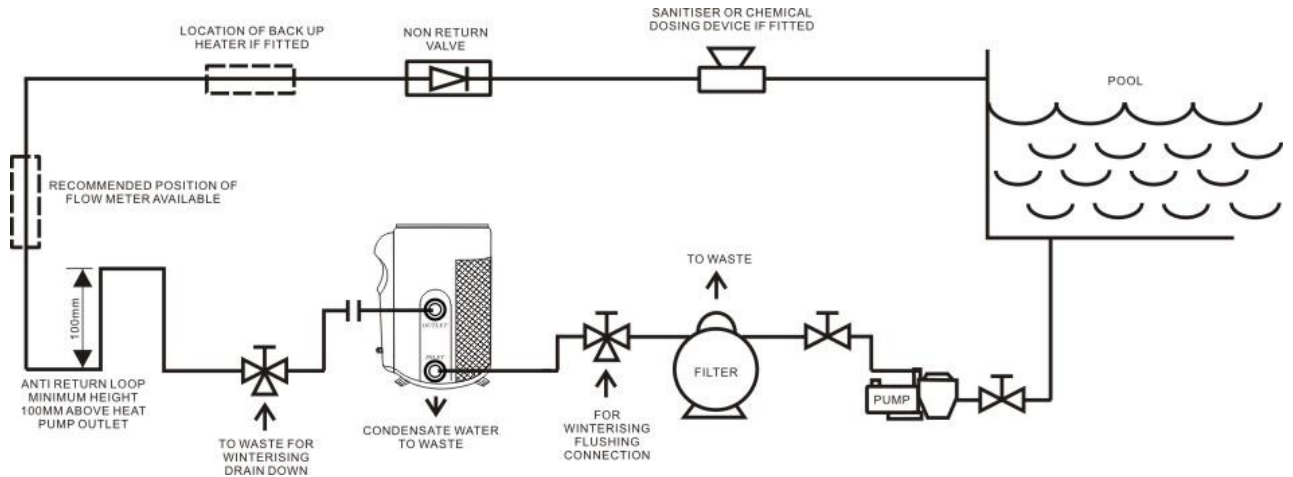 LOCATION OF BACK UP
HEATER IF FITTED
NON RETURN
VALVE
SANITISER OR CHEMICAL
DOSING DEVICE IF FITTED
POOL
RECOMMENDED POSITION OF
FLOW METER AVAILABLE
100mm
ANTI RETURN LOOP
MINIMUM HEIGHT
100MM ABOVE HEAT
PUMP OUTLET
TO WASTE FOR
WINTERISING
DRAIN DOWN
OUTLET
INLET
CONDENSATE WATER
TO WASTE
FOR
WINTERISING
FLUSHING
CONNECTION
TO WASTE
FILTER
PUMP